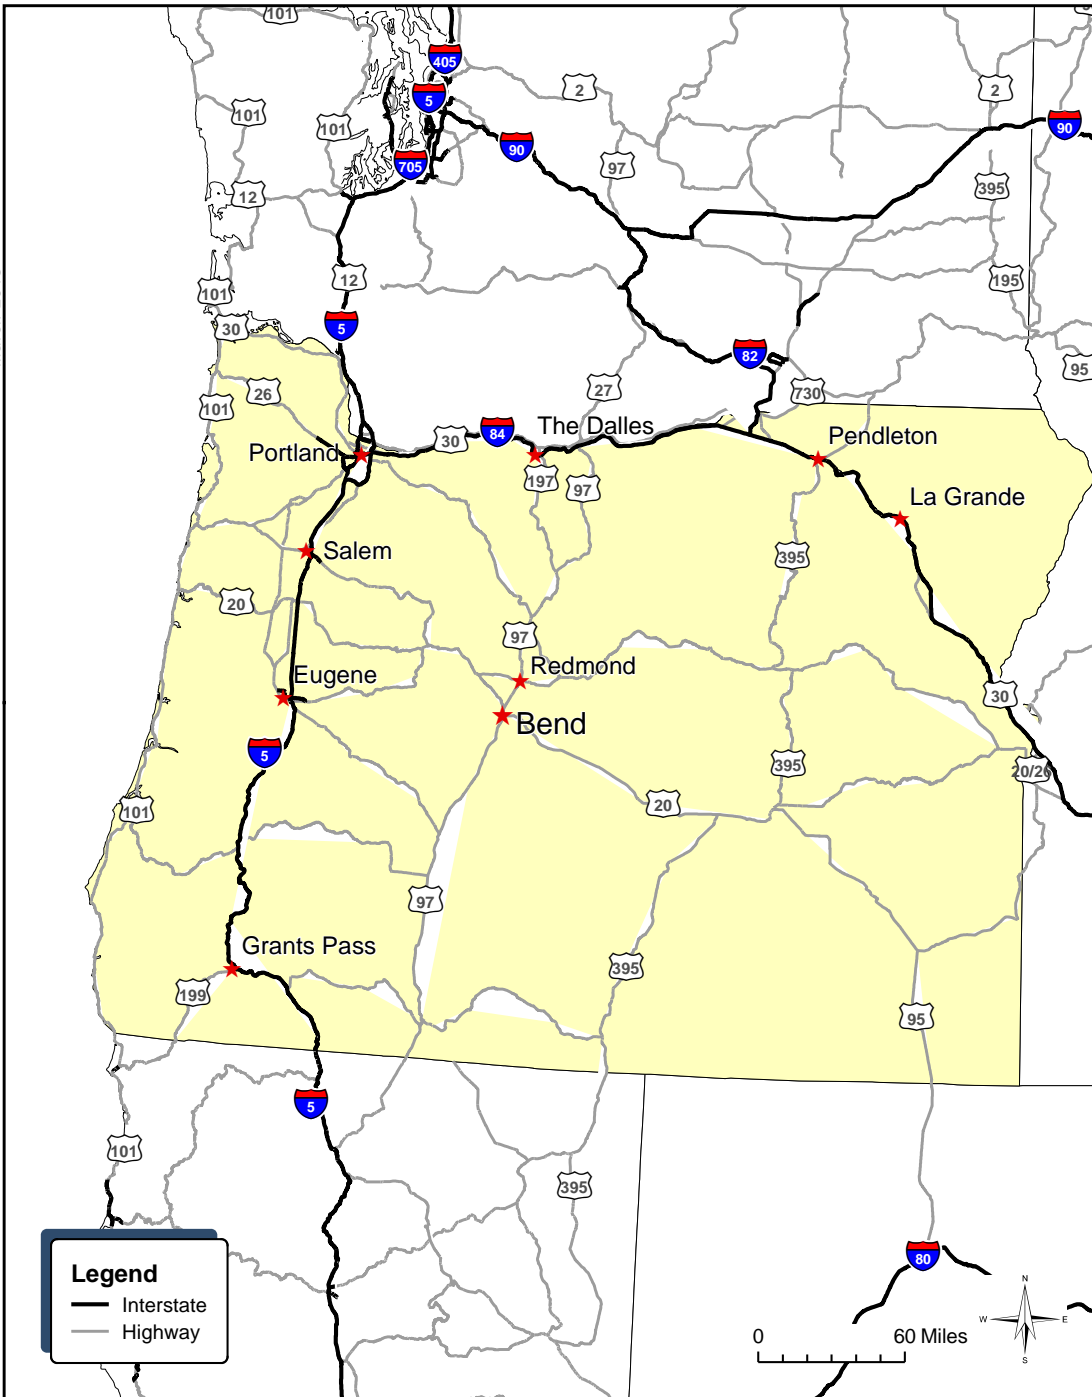 101
405
5
2
2
90
101
101
90
705
97
12
395
12
101
195
30
5
82
95
26
27
730
101
The Dalles
84
30
Pendleton
Portland
197
97
La Grande
Salem
395
20
97
Redmond
Eugene
30
Bend
5
395
20/26
20
101
97
Grants Pass
395
199
95
5
101
395
80
Legend
Interstate
Highway
N
W
E
S
0
60 Miles